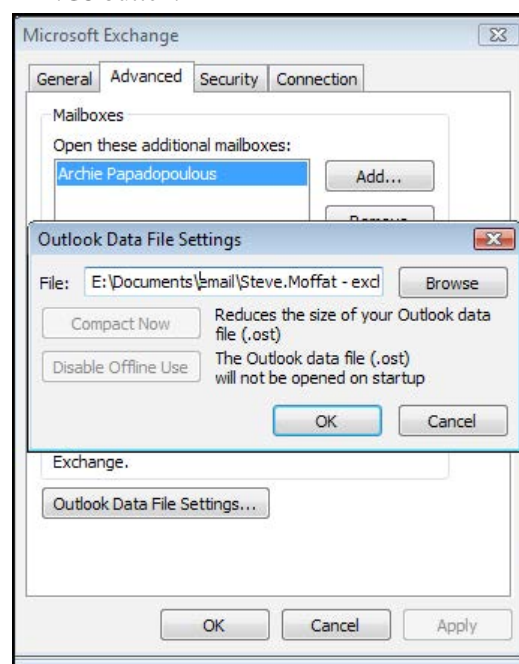 Microsoft Exchange
General Advanced Security Connection
Mailboxes
Open these additional mailboxes:
Archie Papadopoulous
Add...
Outlook Data File Settings
File: E:\Documents\email\Steve.Moffat - excl
Browse
Compact Now
Reduces the size of your Outlook data
file (.ost)
Disable Offline Use
The Outlook data file (.ost)
will not be opened on startup
OK Cancel
Exchange.
Outlook Data File Settings...
OK Cancel Apply